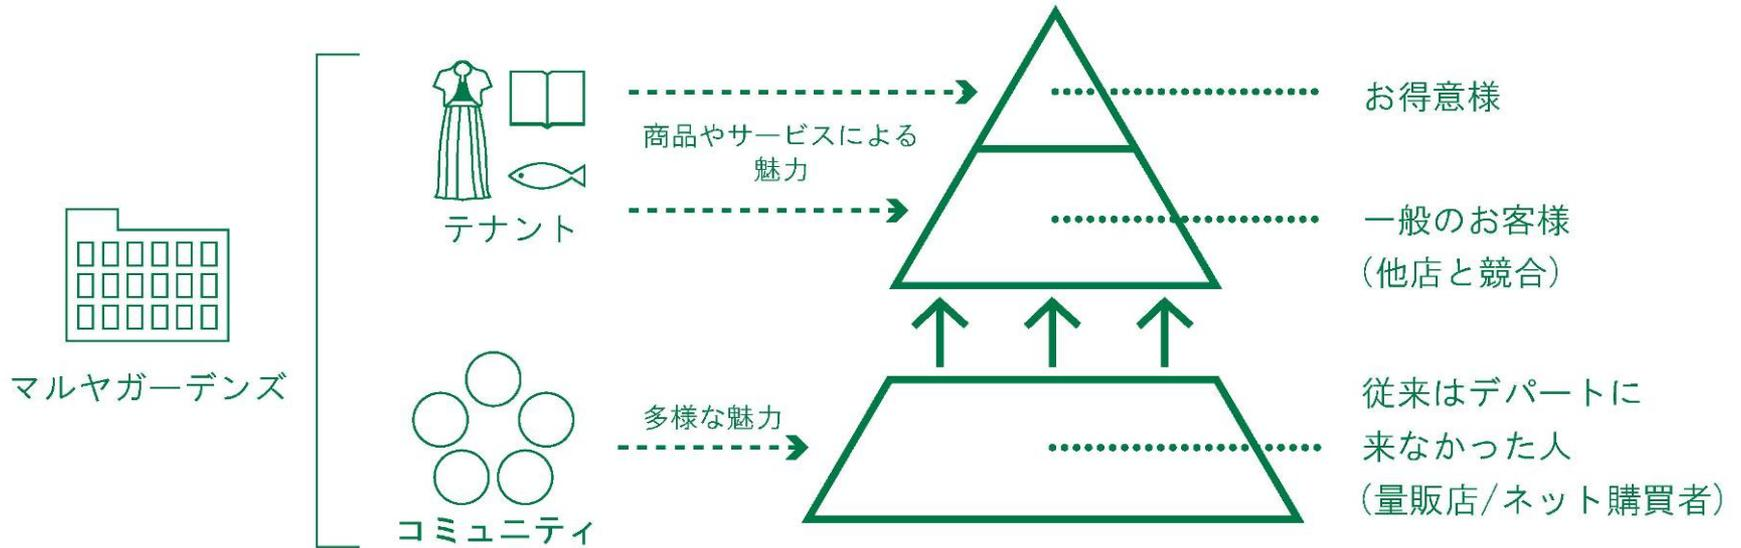 マルヤガーデンズ
テナント
コミュニティ
商品やサービスによる
魅力
多様な魅力
お得意様
一般のお客様
(他店と競合)
従来はデパートに
来なかった人
(量販店/ネット購買者)